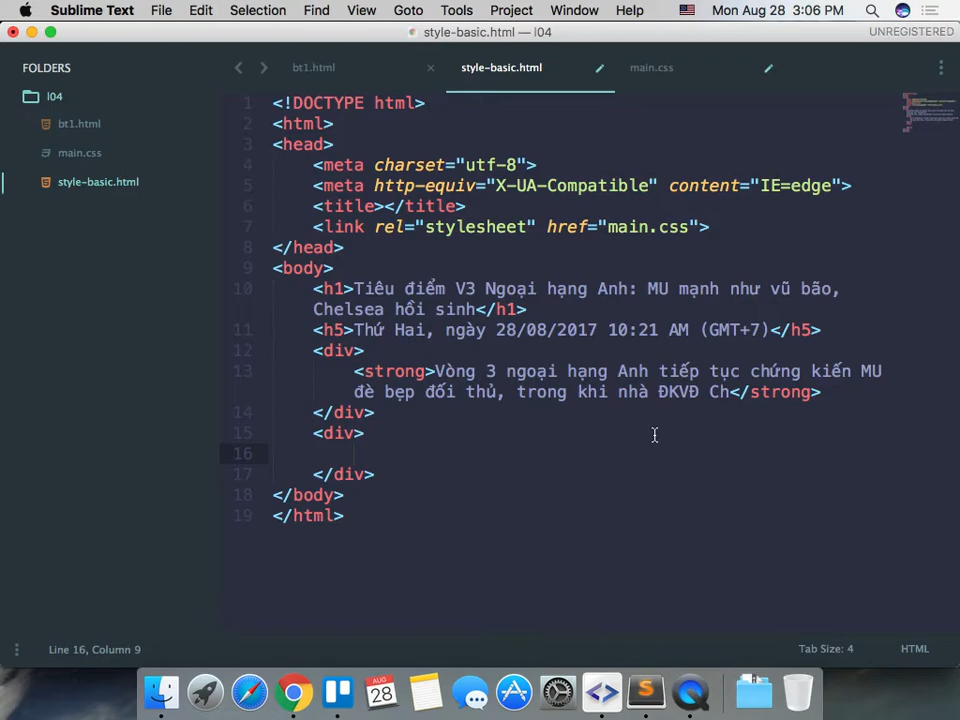 Sublime Text File Edit Selection Find View Goto Tools Project Window Help Mon Aug 28 3:06 PM
style-basic.html — l04 UNREGISTERED
FOLDERS
l04
bt1.html
main.css
style-basic.html
bt1.html × style-basic.html main.css
1 <!DOCTYPE html>
2 <html>
3 <head>
4 <meta charset="utf-8">
5 <meta http-equiv="X-UA-Compatible" content="IE=edge">
6 <title></title>
7 <link rel="stylesheet" href="main.css">
8 </head>
9 <body>
10 <h1>Tiêu điểm V3 Ngoại hạng Anh: MU mạnh như vũ bão,
Chelsea hồi sinh</h1>
11 <h5>Thứ Hai, ngày 28/08/2017 10:21 AM (GMT+7)</h5>
12 <div>
13 <strong>Vòng 3 ngoại hạng Anh tiếp tục chứng kiến MU
đè bẹp đối thủ, trong khi nhà ĐKVĐ Ch</strong>
14 </div>
15 <div>
16
17 </div>
18 </body>
19 </html>
Line 16, Column 9 Tab Size: 4 HTML
AUG
28